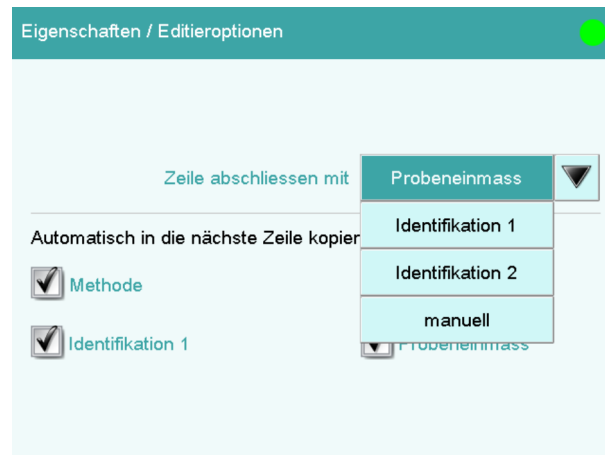 Eigenschaften / Editieroptionen
Zeile abschliessen mit Probeneinmass
Identifikation 1
Automatisch in die nächste Zeile kopier
Identifikation 2
Methode
manuell
Identifikation 1 Probeneinmass